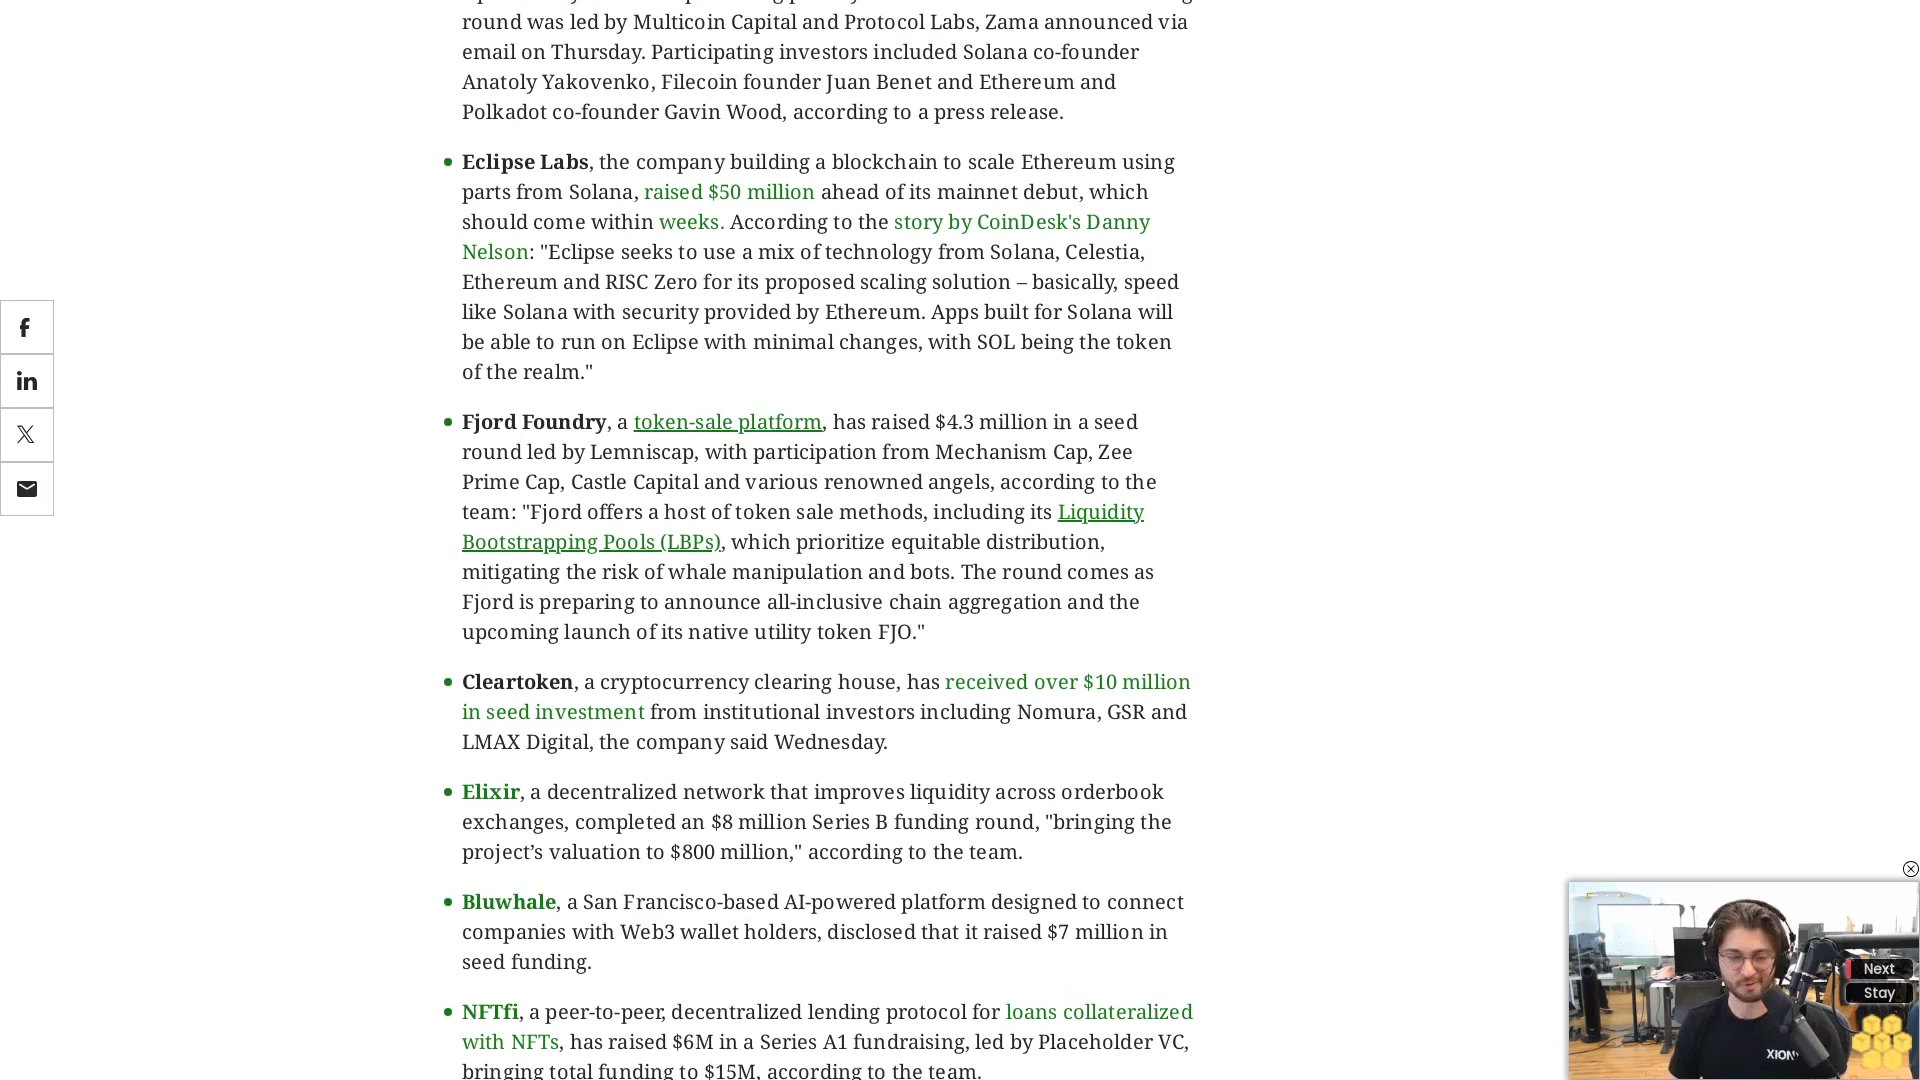 round was led by Multicoin Capital and Protocol Labs, Zama announced via
email on Thursday. Participating investors included Solana co-founder
Anatoly Yakovenko, Filecoin founder Juan Benet and Ethereum and
Polkadot co-founder Gavin Wood, according to a press release.
Eclipse Labs, the company building a blockchain to scale Ethereum using
parts from Solana, raised $50 million ahead of its mainnet debut, which
should come within weeks. According to the story by CoinDesk's Danny
Nelson: "Eclipse seeks to use a mix of technology from Solana, Celestia,
Ethereum and RISC Zero for its proposed scaling solution – basically, speed
like Solana with security provided by Ethereum. Apps built for Solana will
be able to run on Eclipse with minimal changes, with SOL being the token
of the realm."
Fjord Foundry, a token-sale platform, has raised $4.3 million in a seed
round led by Lemniscap, with participation from Mechanism Cap, Zee
Prime Cap, Castle Capital and various renowned angels, according to the
team: "Fjord offers a host of token sale methods, including its Liquidity
Bootstrapping Pools (LBPs), which prioritize equitable distribution,
mitigating the risk of whale manipulation and bots. The round comes as
Fjord is preparing to announce all-inclusive chain aggregation and the
upcoming launch of its native utility token FJO."
Cleartoken, a cryptocurrency clearing house, has received over $10 million
in seed investment from institutional investors including Nomura, GSR and
LMAX Digital, the company said Wednesday.
Elixir, a decentralized network that improves liquidity across orderbook
exchanges, completed an $8 million Series B funding round, "bringing the
project’s valuation to $800 million," according to the team.
Bluwhale, a San Francisco-based AI-powered platform designed to connect
companies with Web3 wallet holders, disclosed that it raised $7 million in
seed funding.
NFTfi, a peer-to-peer, decentralized lending protocol for loans collateralized
with NFTs, has raised $6M in a Series A1 fundraising, led by Placeholder VC,
bringing total funding to $15M, according to the team.
Next
Stay
XION